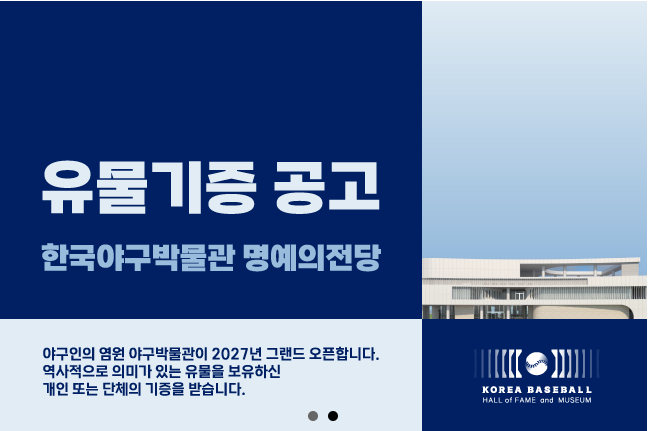 유물기증 공고
한국야구박물관 명예의전당
야구인의 염원 야구박물관이 2027년 그랜드 오픈합니다.
역사적으로 의미가 있는 유물을 보유하신
개인 또는 단체의 기증을 받습니다.
KOREA BASEBALL
HALL of FAME and MUSEUM